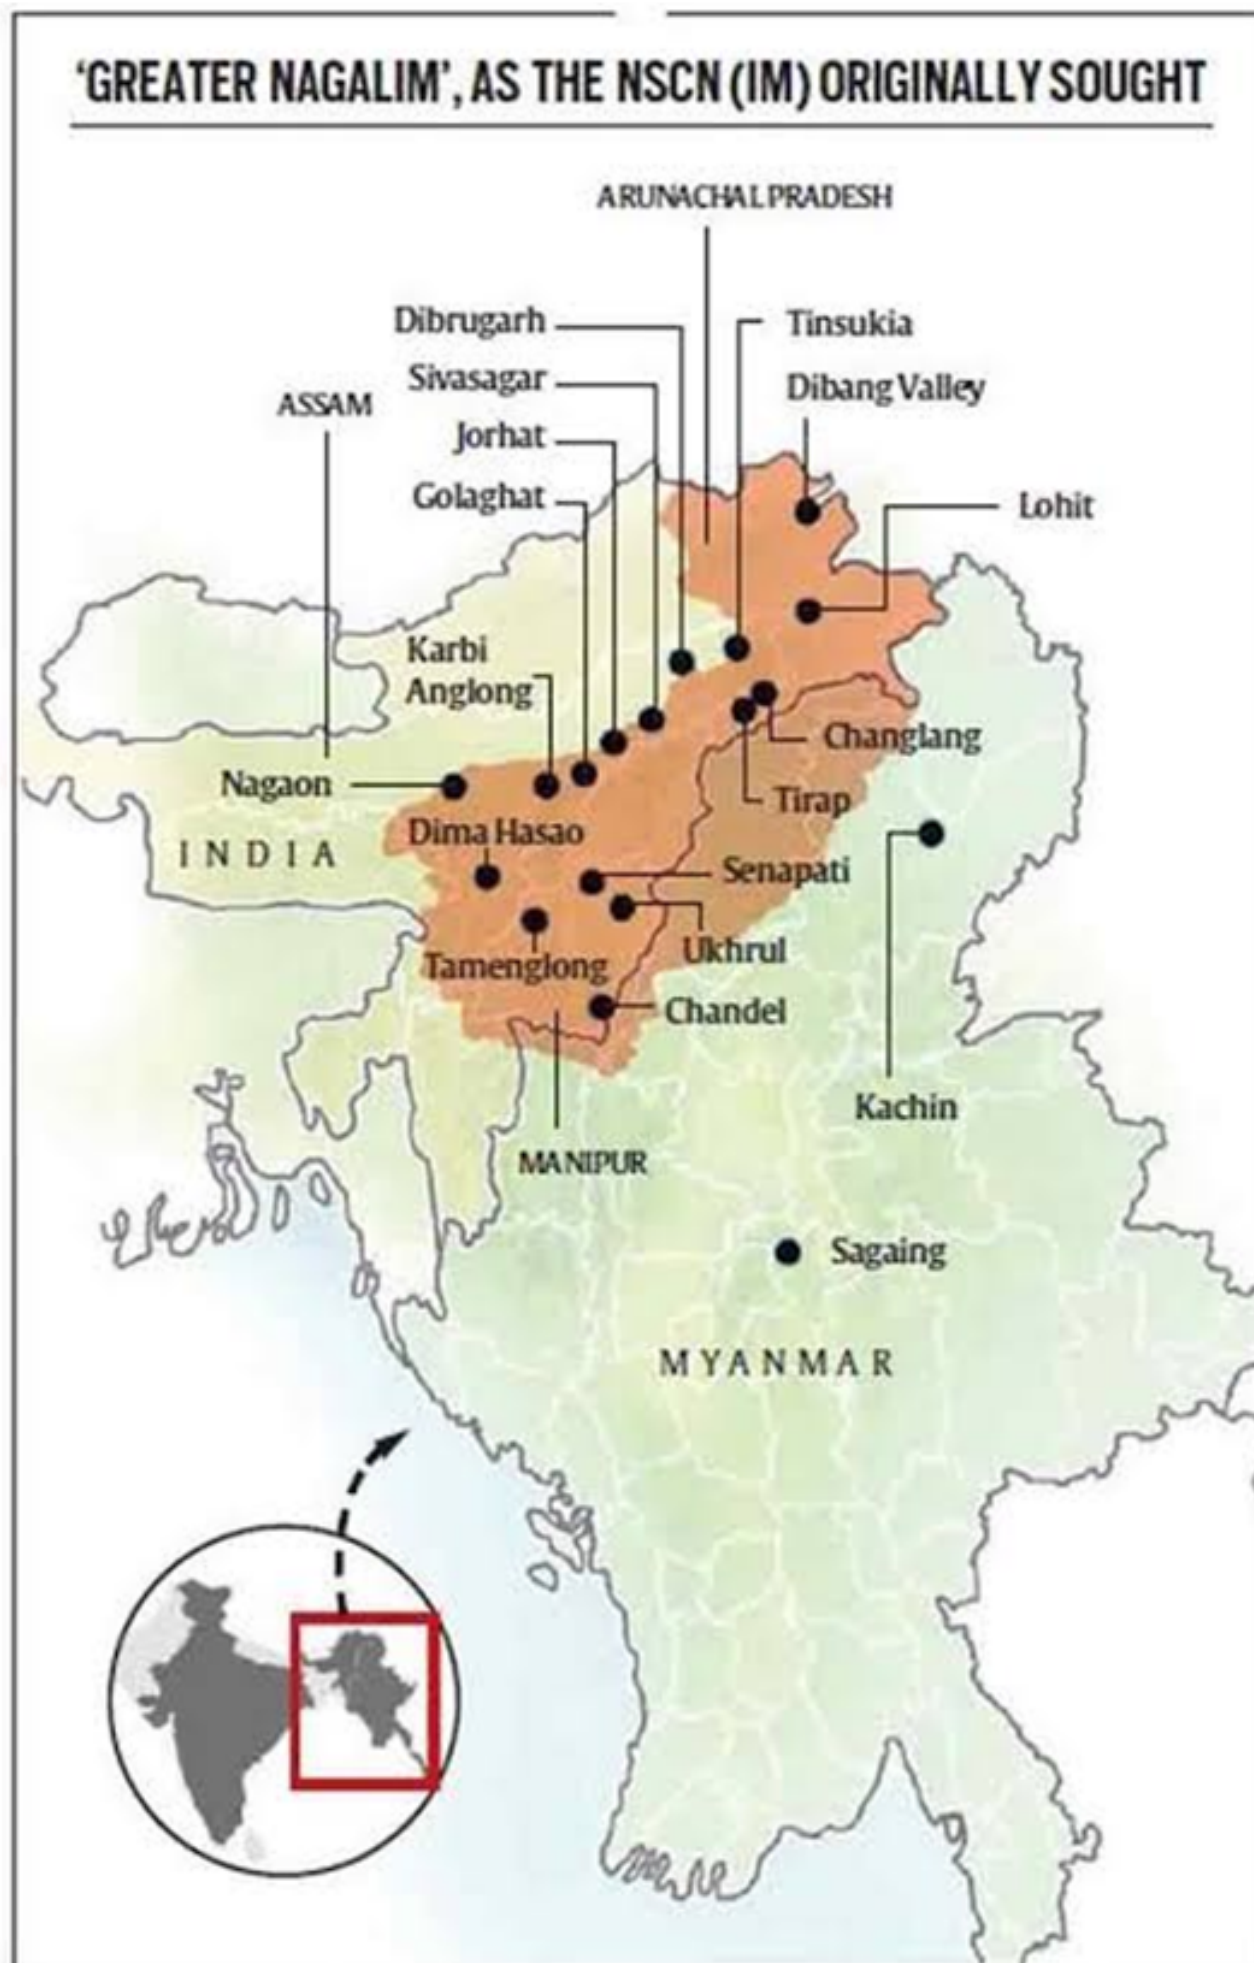 ‘GREATER NAGALIM’, AS THE NSCN (IM) ORIGINALLY SOUGHT
ARUNACHAL PRADESH
Dibrugarh
Tinsukia
Sivasagar
Dibang Valley
ASSAM
Jorhat
Golaghat
Lohit
Karbi
Anglong
Changlang
Nagaon
Tirap
Dima Hasao
INDIA
Senapati
Ukhrul
Tamenglong
Chandel
Kachin
MANIPUR
Sagaing
MYANMAR